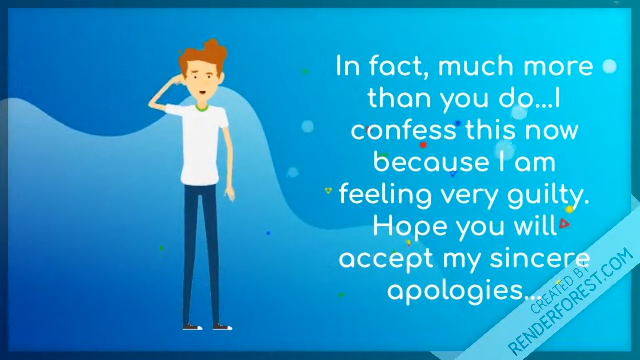 In fact, much more
than you do...I
confess this now
because I am
feeling very guilty.
Hope you will
accept my sincere
apologies...
CREATED BY
RENDERFOREST.COM